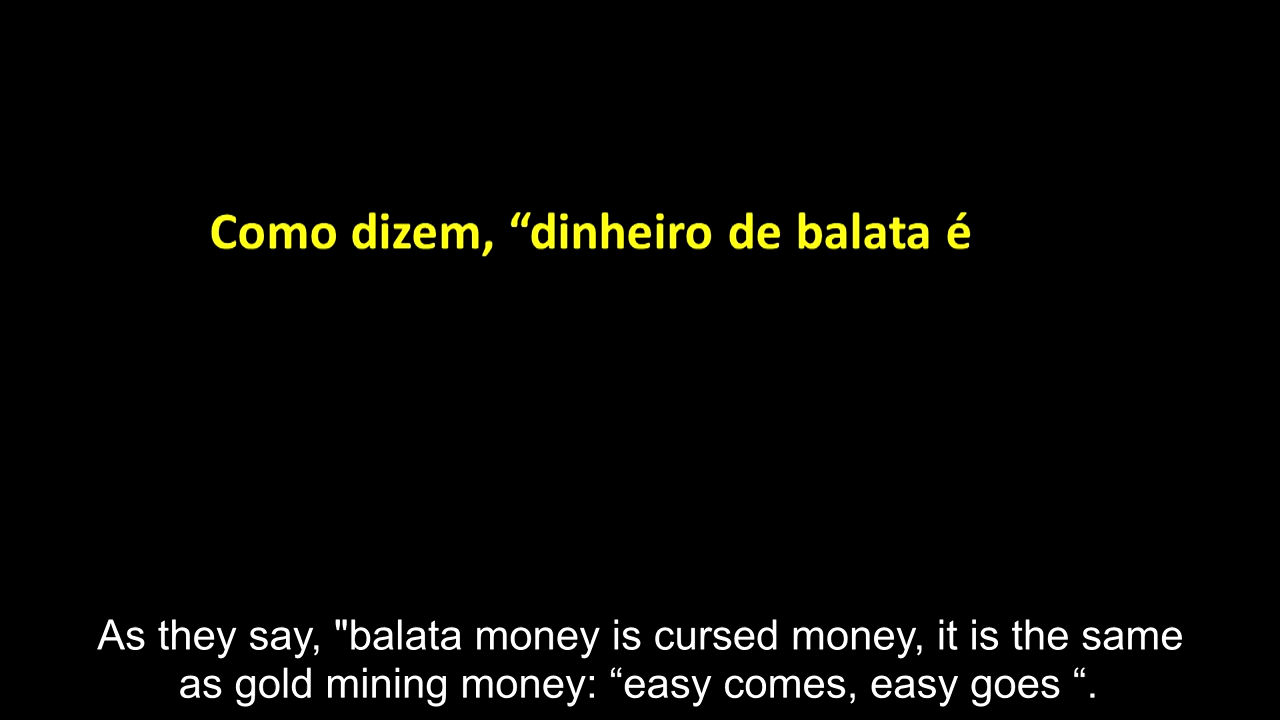 Como dizem, “dinheiro de balata é
As they say, "balata money is cursed money, it is the same
as gold mining money: “easy comes, easy goes “.